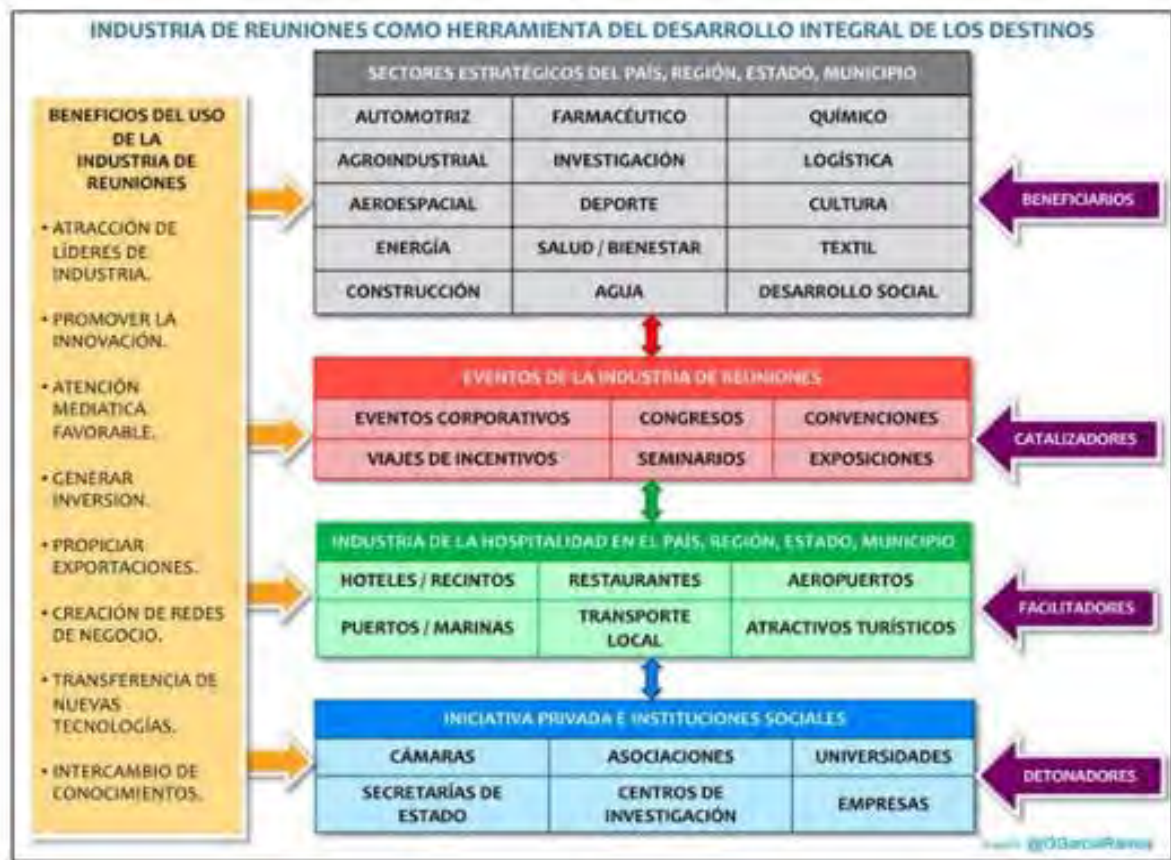 INDUSTRIA DE REUNIONES COMO HERRAMIENTA DEL DESARROLLO INTEGRAL DE LOS DESTINOS
BENEFICIOS DEL USO
DE LA
INDUSTRIA DE
REUNIONES
• ATRACCIÓN DE
LÍDERES DE
INDUSTRIA.
• PROMOVER LA
INNOVACIÓN.
• ATENCIÓN
MEDIATICA
FAVORABLE.
• GENERAR
INVERSION.
• PROPICIAR
EXPORTACIONES.
• CREACIÓN DE REDES
DE NEGOCIO.
• TRANSFERENCIA DE
NUEVAS
TECNOLOGÍAS.
• INTERCAMBIO DE
CONOCIMIENTOS.
SECTORES ESTRATÉGICOS DEL PAÍS, REGIÓN, ESTADO, MUNICIPIO
AUTOMOTRIZ FARMACÉUTICO QUÍMICO
AGROINDUSTRIAL INVESTIGACIÓN LOGÍSTICA
AEROESPACIAL DEPORTE CULTURA
ENERGÍA SALUD / BIENESTAR TEXTIL
CONSTRUCCIÓN AGUA DESARROLLO SOCIAL
BENEFICIARIOS
EVENTOS DE LA INDUSTRIA DE REUNIONES
EVENTOS CORPORATIVOS CONGRESOS CONVENCIONES
VIAJES DE INCENTIVOS SEMINARIOS EXPOSICIONES
CATALIZADORES
INDUSTRIA DE LA HOSPITALIDAD EN EL PAÍS, REGIÓN, ESTADO, MUNICIPIO
HOTELES / RECINTOS RESTAURANTES AEROPUERTOS
PUERTOS / MARINAS TRANSPORTE LOCAL ATRACTIVOS TURÍSTICOS
FACILITADORES
INICIATIVA PRIVADA E INSTITUCIONES SOCIALES
CÁMARAS ASOCIACIONES UNIVERSIDADES
SECRETARÍAS DE ESTADO CENTROS DE INVESTIGACIÓN EMPRESAS
DETONADORES
@OGarciaRamos